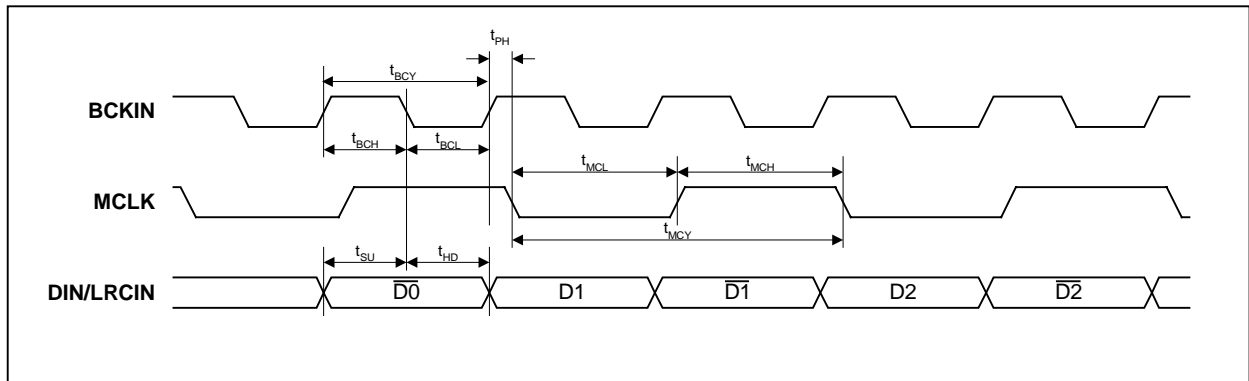 tPH
tBCY
BCKIN
tBCH tBCL
tMCL tMCH
MCLK
tMCY
tSU tHD
DIN/LRCIN D̅0̅ D1 D̅1̅ D2 D̅2̅